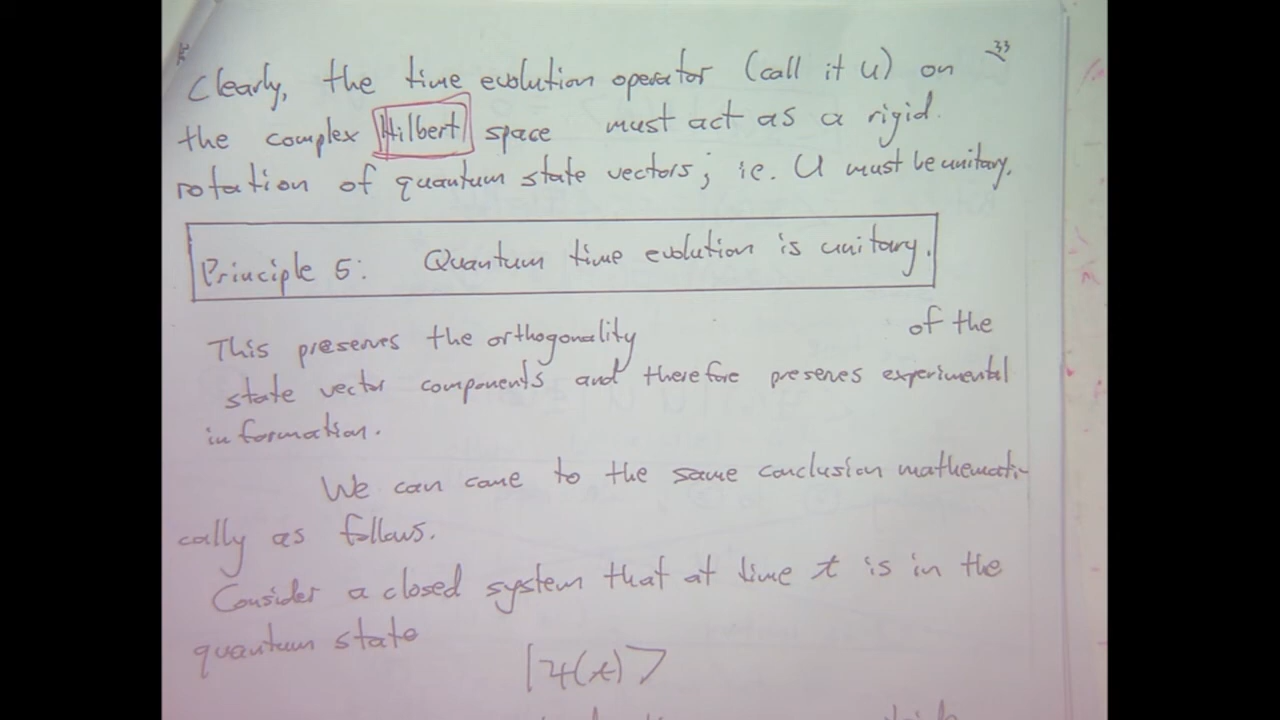 33
Clearly, the time evolution operator (call it U) on
the complex Hilbert space must act as a rigid
rotation of quantum state vectors; ie. U must be unitary.
Principle 5: Quantum time evolution is unitary.
This preserves the orthogonality of the
state vector components and therefore preserves experimental
information.
We can come to the same conclusion mathemati-
cally as follows.
Consider a closed system that at time t is in the
quantum state
|Ψ(t)>